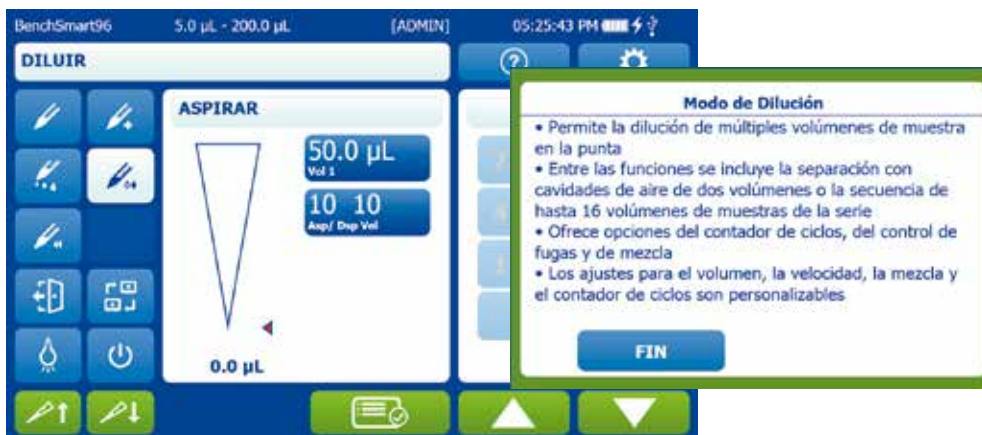 BenchSmart96 5.0 µL - 200.0 µL [ADMIN] 05:25:43 PM
DILUIR
ASPIRAR
50.0 µL
Vol 1
10 10
Asp/ Dsp Vel
0.0 µL
Modo de Dilución
• Permite la dilución de múltiples volúmenes de muestra
en la punta
• Entre las funciones se incluye la separación con
cavidades de aire de dos volúmenes o la secuencia de
hasta 16 volúmenes de muestras de la serie
• Ofrece opciones del contador de ciclos, del control de
fugas y de mezcla
• Los ajustes para el volumen, la velocidad, la mezcla y
el contador de ciclos son personalizables
FIN